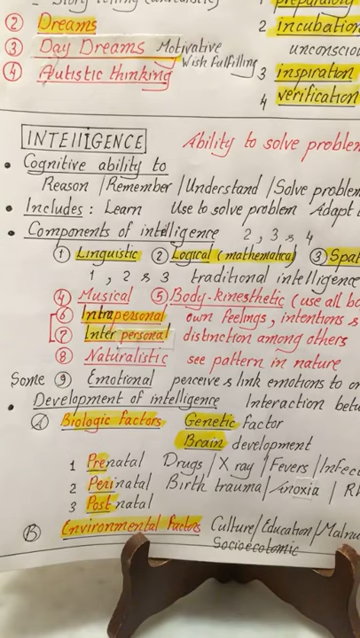 ② Dreams
③ Day Dreams Motivative
Wish fulfilling
④ Autistic thinking
1 preparatory
2 incubation
unconscio
3 inspiration
4 verification
INTElligENCE Ability to solve problem
• Cognitive ability to
Reason / Remember / Understand / Solve problem
• Includes : Learn Use to solve problem Adapt
• Components of intelligence 2 , 3 & 4
① Linguistic ② Logical (mathematical) ③ Spat
1 , 2 & 3 traditional intelligence
④ Musical ⑤ Body-kinesthetic (use all bo
⑥ Intrapersonal own feelings, intentions &
⑦ Inter personal distinction among others
⑧ Naturalistic see pattern in nature
Some ⑨ Emotional perceive & link emotions to
• Development of intelligence Interaction betw
Biologic factors Genetic factor
Brain development
1 Prenatal Drugs / X ray / Fevers / Infect
2 Perinatal Birth trauma / Anoxia / Rh
3 Post natal
Ⓑ Environmental factors Culture / Education / Malnu
Socioecolomic